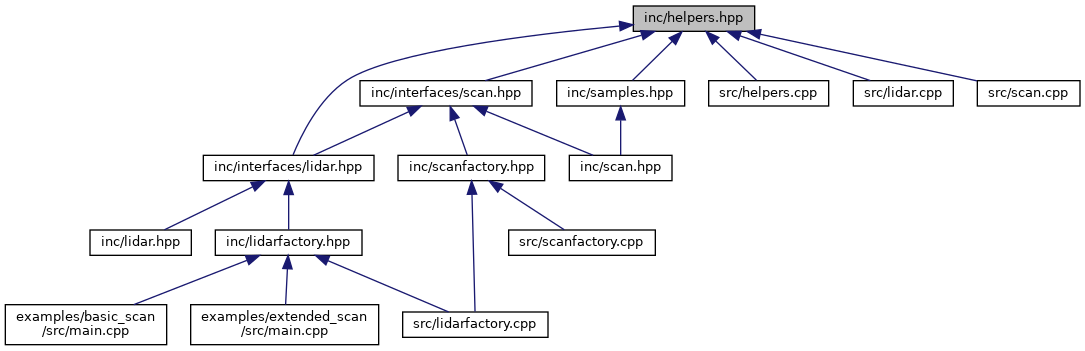 inc/helpers.hpp
inc/interfaces/scan.hpp
inc/samples.hpp
src/helpers.cpp
src/lidar.cpp
src/scan.cpp
inc/interfaces/lidar.hpp
inc/scanfactory.hpp
inc/scan.hpp
inc/lidar.hpp
inc/lidarfactory.hpp
src/scanfactory.cpp
examples/basic_scan
/src/main.cpp
examples/extended_scan
/src/main.cpp
src/lidarfactory.cpp